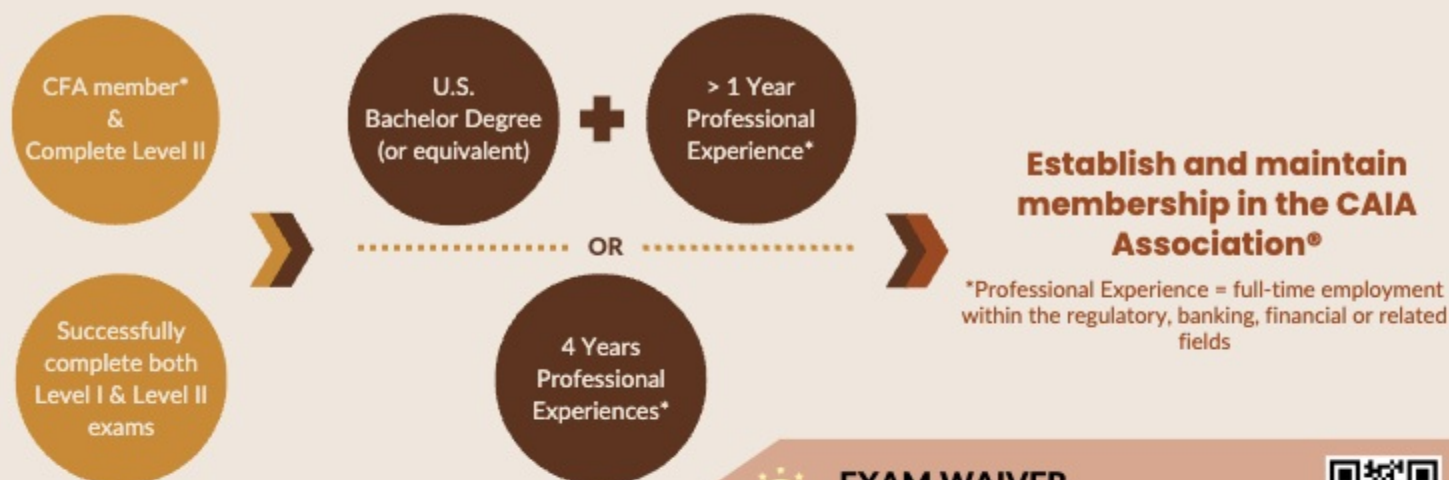 CFA member*
&
Complete Level II
Successfully
complete both
Level I & Level II
exams
U.S.
Bachelor Degree
(or equivalent)
> 1 Year
Professional
Experience*
OR
4 Years
Professional
Experiences*
Establish and maintain
membership in the CAIA
Association®
*Professional Experience = full-time employment
within the regulatory, banking, financial or related
fields
EXAM WAIVER